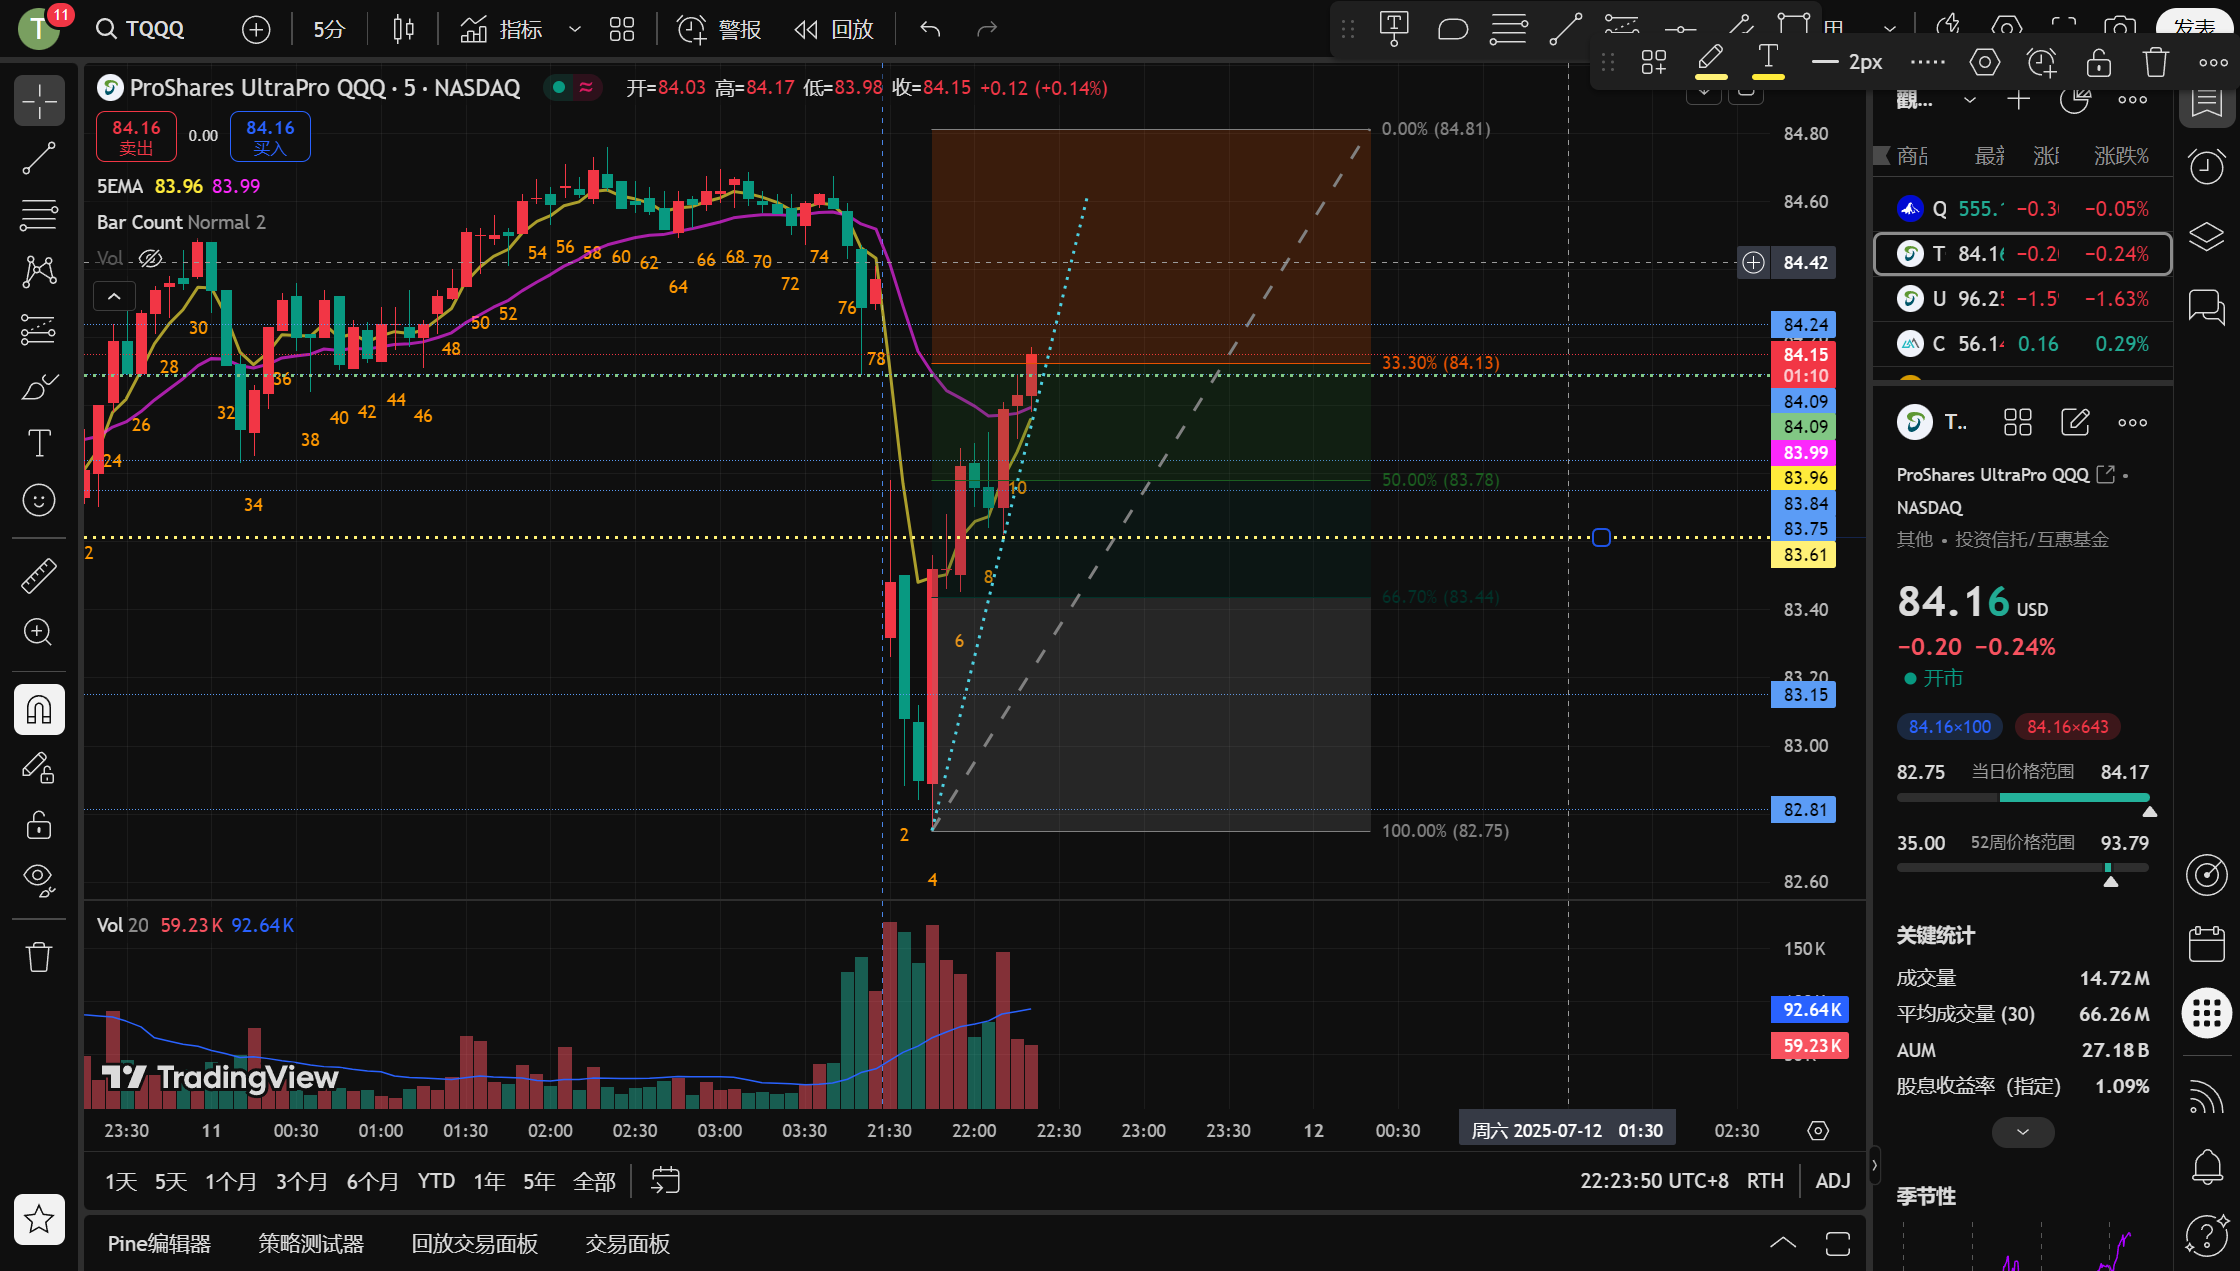 T 11
TQQQ
5分
指标
警报
回放
发表
T
2px
ProShares UltraPro QQQ · 5 · NASDAQ
开=84.03 高=84.17 低=83.98 收=84.15 +0.12 (+0.14%)
84.16 卖出
0.00
84.16 买入
5EMA 83.96 83.99
Bar Count Normal 2
Vol
0.00% (84.81)
33.30% (84.13)
50.00% (83.78)
66.70% (83.44)
100.00% (82.75)
2
24
26
28
30
32
34
36
38
40
42
44
46
48
50
52
54
56
58
60
62
64
66
68
70
72
74
76
78
2
4
6
8
10
84.80
84.60
84.42
84.24
84.15
01:10
84.09
84.09
83.99
83.96
83.84
83.75
83.61
83.40
83.20
83.15
83.00
82.81
82.60
Vol 20 59.23K 92.64K
150K
92.64K
59.23K
TradingView
23:30 11 00:30 01:00 01:30 02:00 02:30 03:00 03:30 21:30 22:00 22:30 23:00 23:30 12 00:30 周六 2025-07-12 01:30 02:30
1天 5天 1个月 3个月 6个月 YTD 1年 5年 全部
22:23:50 UTC+8 RTH ADJ
Pine编辑器 策略测试器 回放交易面板 交易面板
觀...
商品 最新 涨跌%
Q 555. −0.3 −0.05%
T 84.16 −0.20 −0.24%
U 96.25 −1.5 −1.63%
C 56.14 0.16 0.29%
T..
ProShares UltraPro QQQ
NASDAQ
其他 • 投资信托/互惠基金
84.16 USD
−0.20 −0.24%
开市
84.16×100 84.16×643
82.75 当日价格范围 84.17
35.00 52周价格范围 93.79
关键统计
成交量 14.72M
平均成交量 (30) 66.26M
AUM 27.18B
股息收益率（指定） 1.09%
季节性